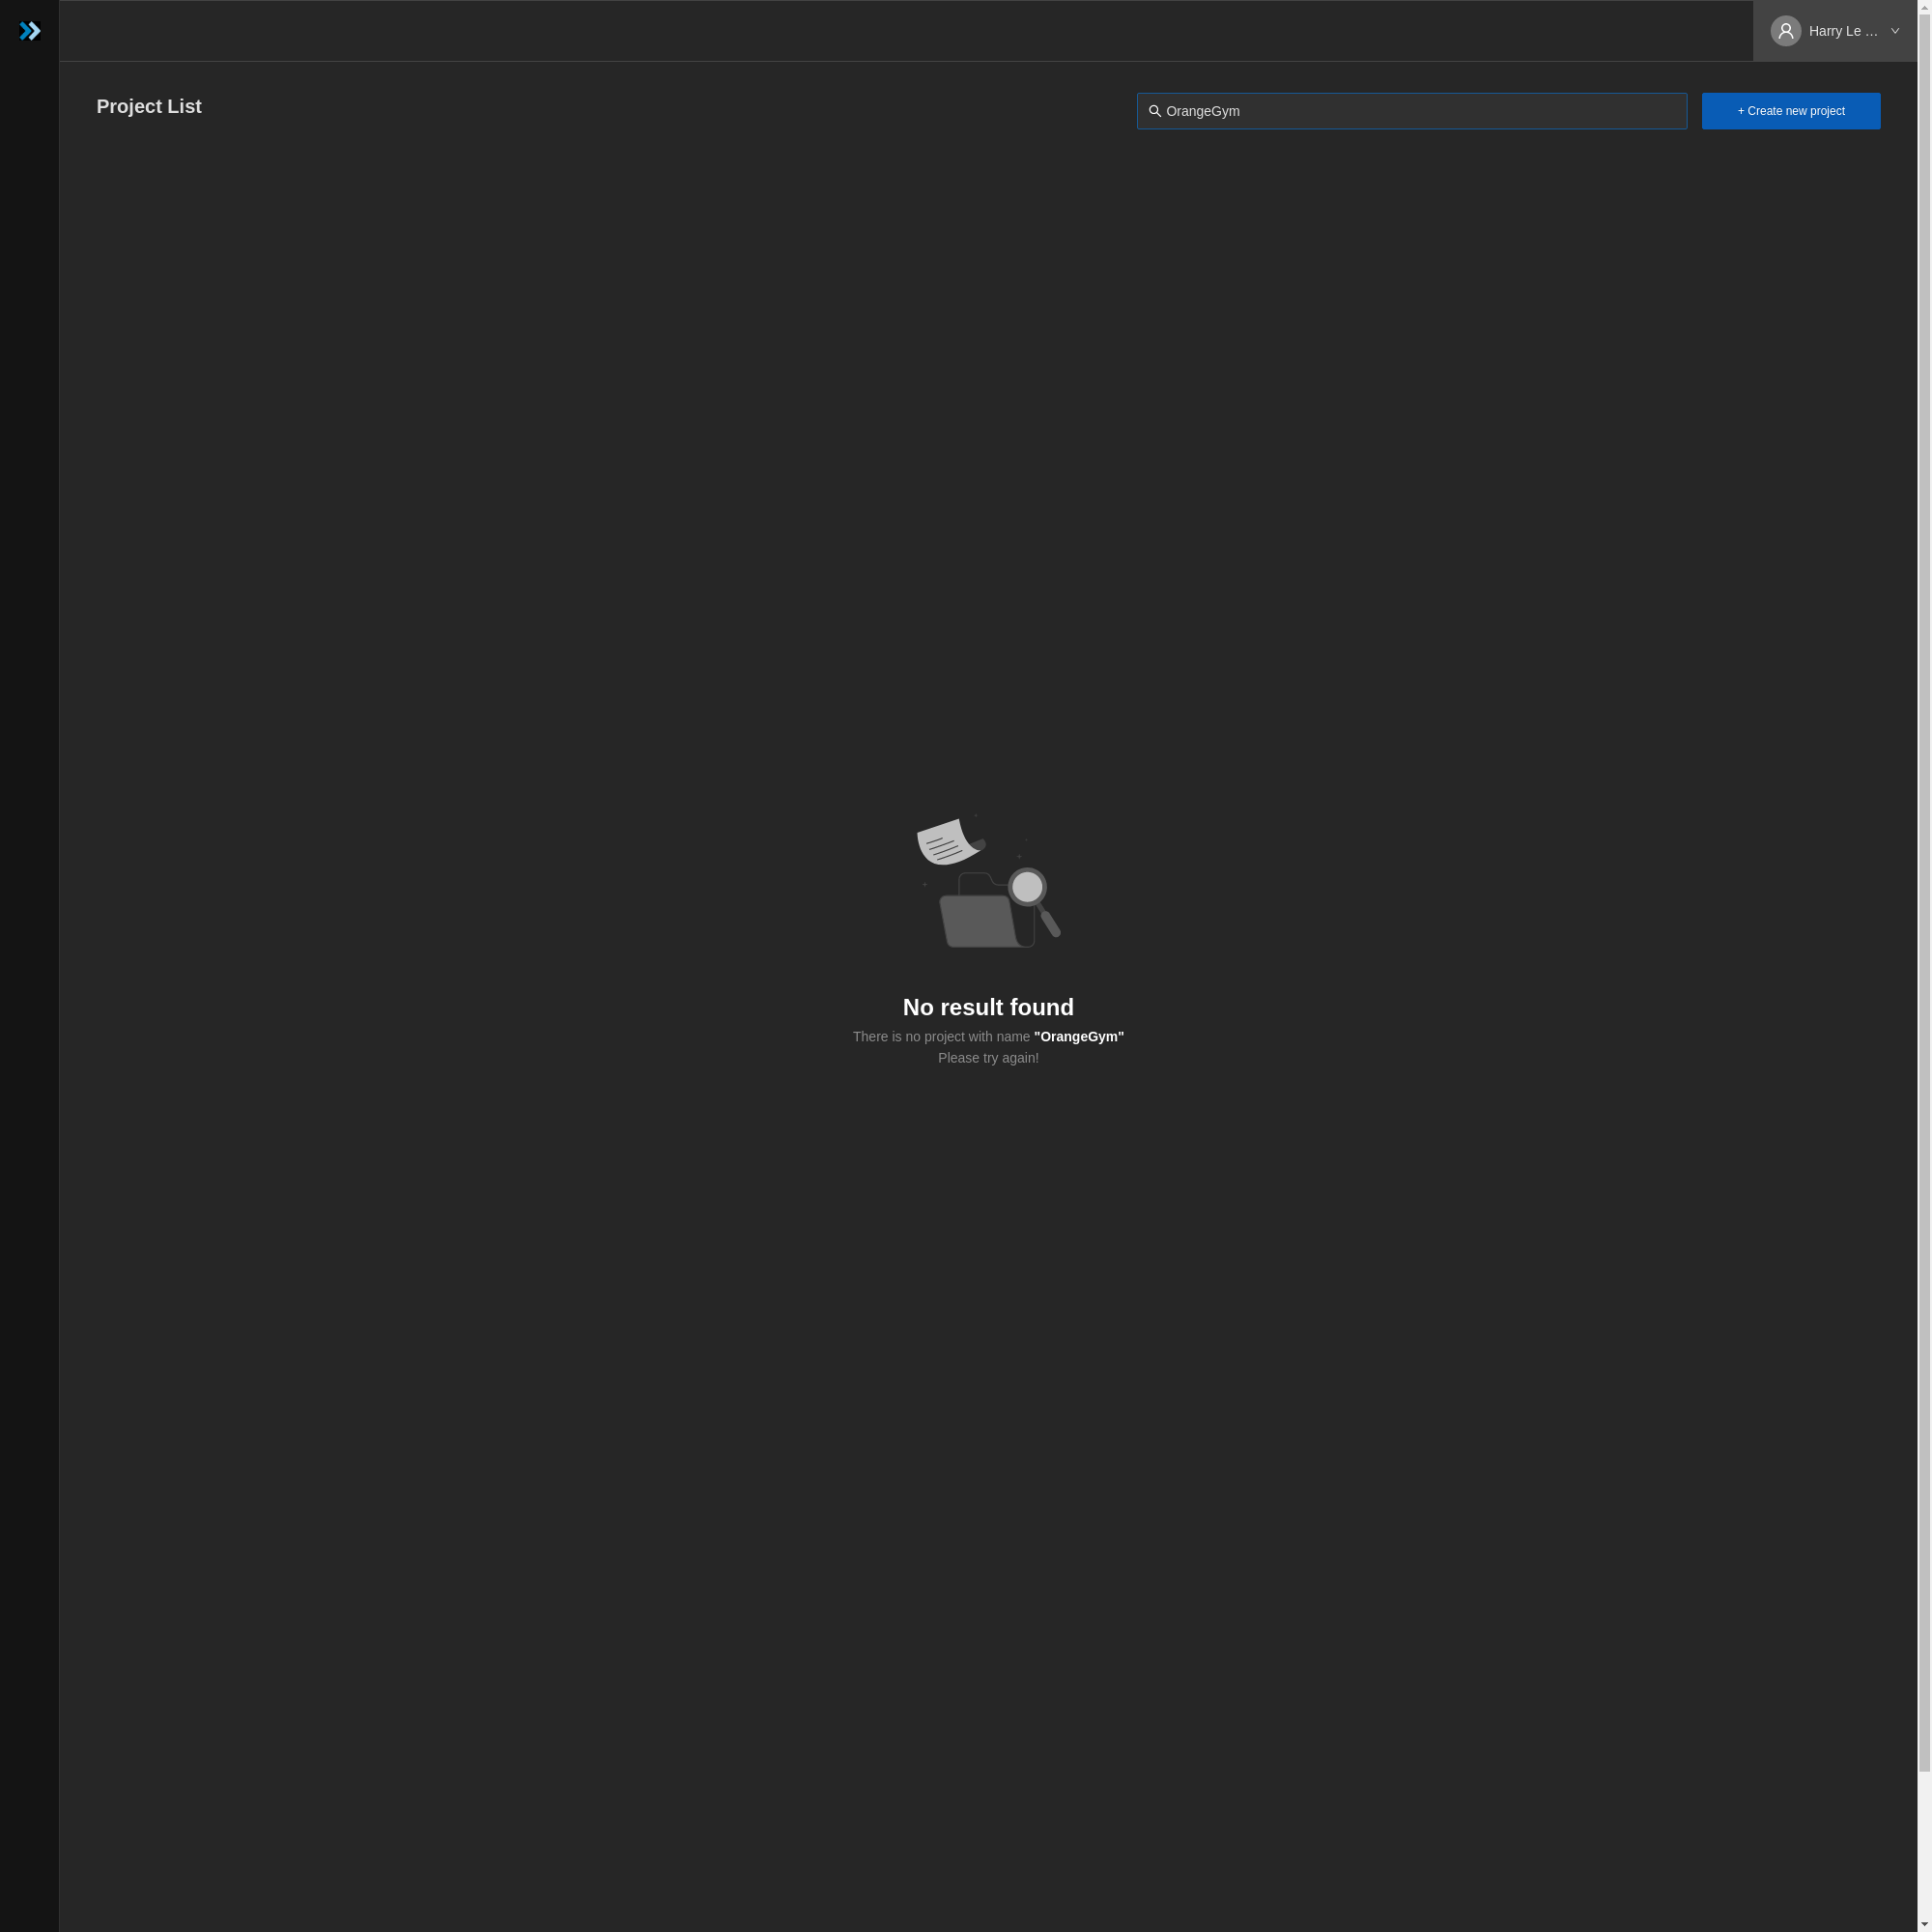 Harry Le ...
Project List
OrangeGym
+ Create new project
No result found
There is no project with name "OrangeGym"
Please try again!